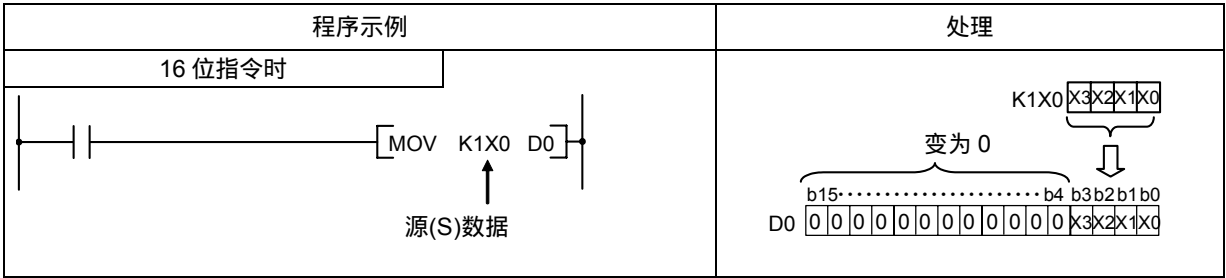 程序示例
处理
16 位指令时
MOV K1X0 D0
源(S)数据
K1X0 X3 X2 X1 X0
变为 0
b15·····················b4 b3 b2 b1 b0
D0 0 0 0 0 0 0 0 0 0 0 0 0 X3 X2 X1 X0